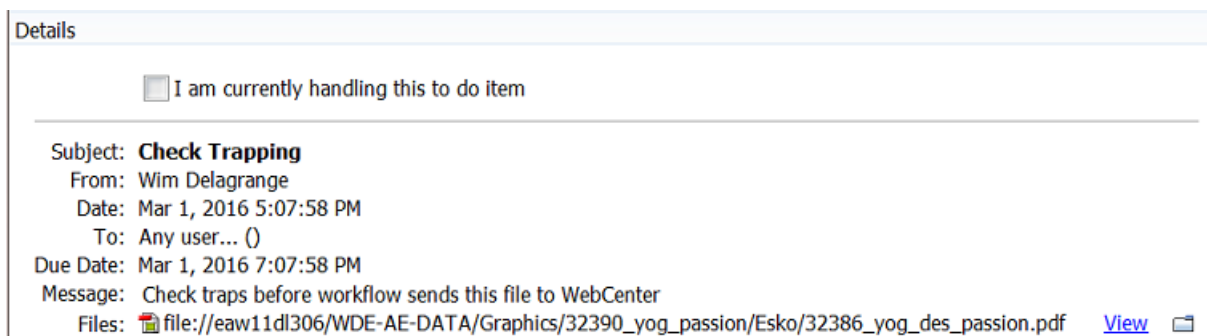 Details
I am currently handling this to do item
Subject: Check Trapping
From: Wim Delagrange
Date: Mar 1, 2016 5:07:58 PM
To: Any user... ()
Due Date: Mar 1, 2016 7:07:58 PM
Message: Check traps before workflow sends this file to WebCenter
Files: file://eaw11dl306/WDE-AE-DATA/Graphics/32390_yog_passion/Esko/32386_yog_des_passion.pdf View